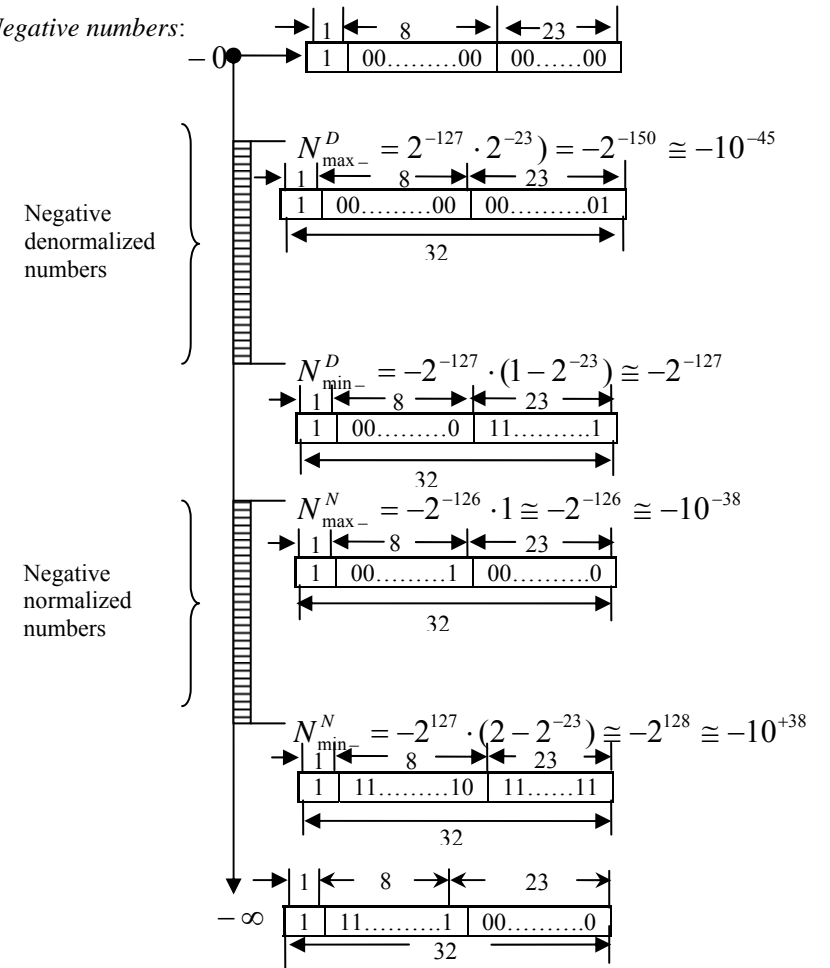 Negative numbers:
1 8 23
– 0 1 00.........00 00......00
N^D_max– = 2^–127 · 2^–23) = –2^–150 ≅ –10^–45
1 8 23
1 00.........00 00..........01
32
Negative
denormalized
numbers
N^D_min– = –2^–127 · (1 – 2^–23) ≅ –2^–127
1 8 23
1 00.........0 11..........1
32
N^N_max– = –2^–126 · 1 ≅ –2^–126 ≅ –10^–38
1 8 23
1 00.........1 00..........0
32
Negative
normalized
numbers
N^N_min– = –2^127 · (2 – 2^–23) ≅ –2^128 ≅ –10^+38
1 8 23
1 11.........10 11......11
32
1 8 23
– ∞ 1 11..........1 00..........0
32